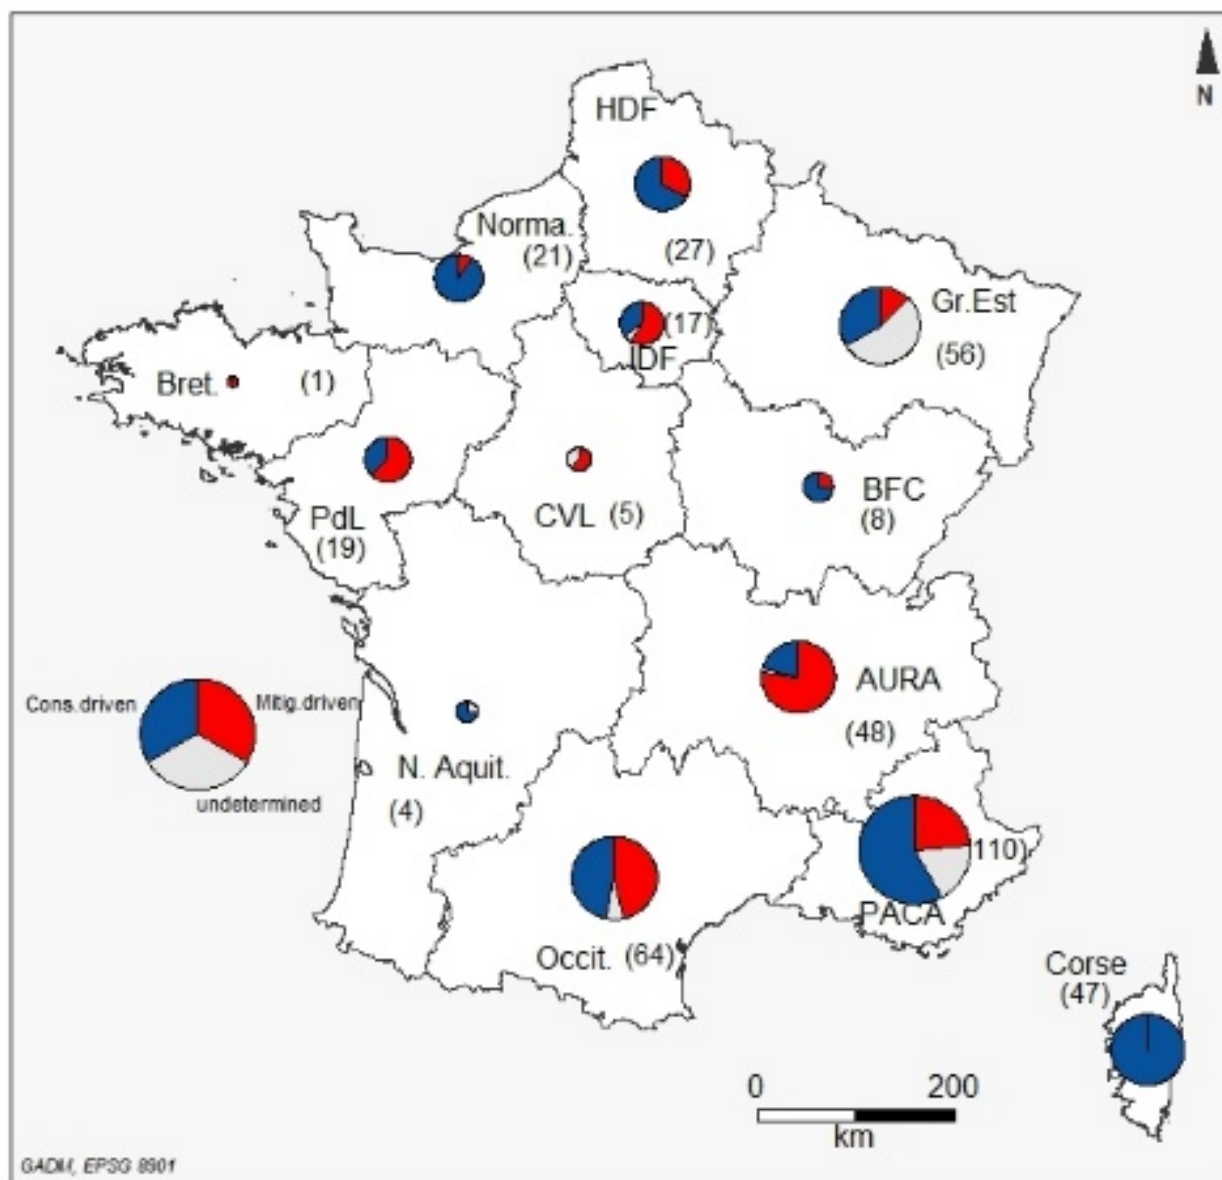 N
HDF
(27)
Norma.
(21)
Gr.Est
(56)
(17)
IDF
Bret.
(1)
PdL
(19)
CVL (5)
BFC
(8)
Cons.driven
Mitig.driven
undetermined
AURA
(48)
N. Aquit.
(4)
110)
PACA
Occit. (64)
Corse
(47)
0 200
km
GADM, EPSG 8901